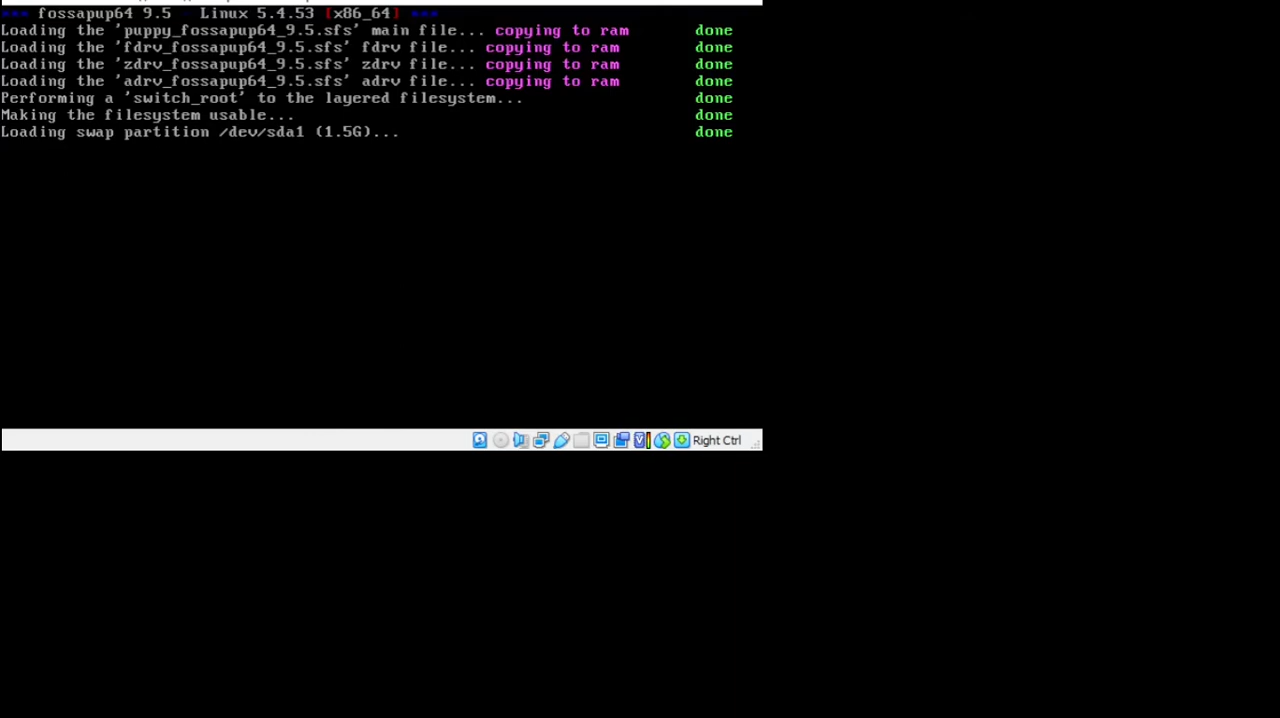 *** fossapup64 9.5 - Linux 5.4.53 [x86_64] ***
Loading the 'puppy_fossapup64_9.5.sfs' main file... copying to ram done
Loading the 'fdrv_fossapup64_9.5.sfs' fdrv file... copying to ram done
Loading the 'zdrv_fossapup64_9.5.sfs' zdrv file... copying to ram done
Loading the 'adrv_fossapup64_9.5.sfs' adrv file... copying to ram done
Performing a 'switch_root' to the layered filesystem... done
Making the filesystem usable... done
Loading swap partition /dev/sda1 (1.5G)... done
Right Ctrl